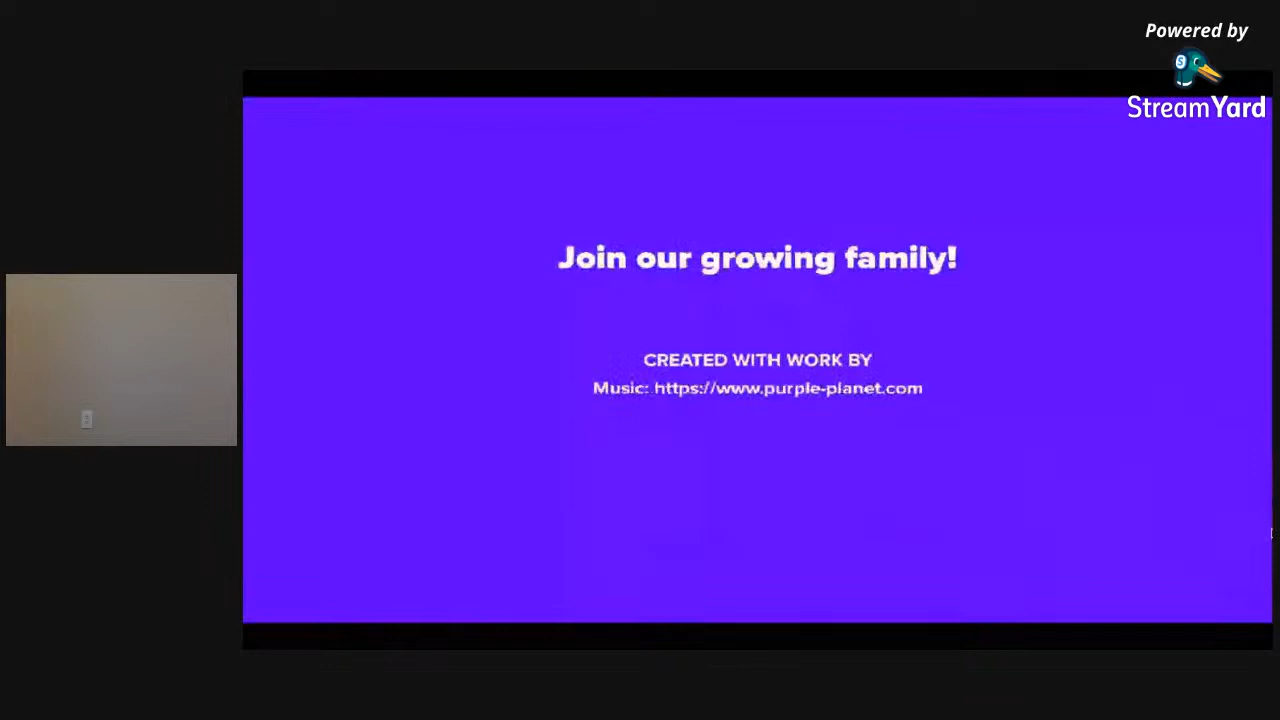 Powered by
StreamYard
Join our growing family!
CREATED WITH WORK BY
Music: https://www.purple-planet.com